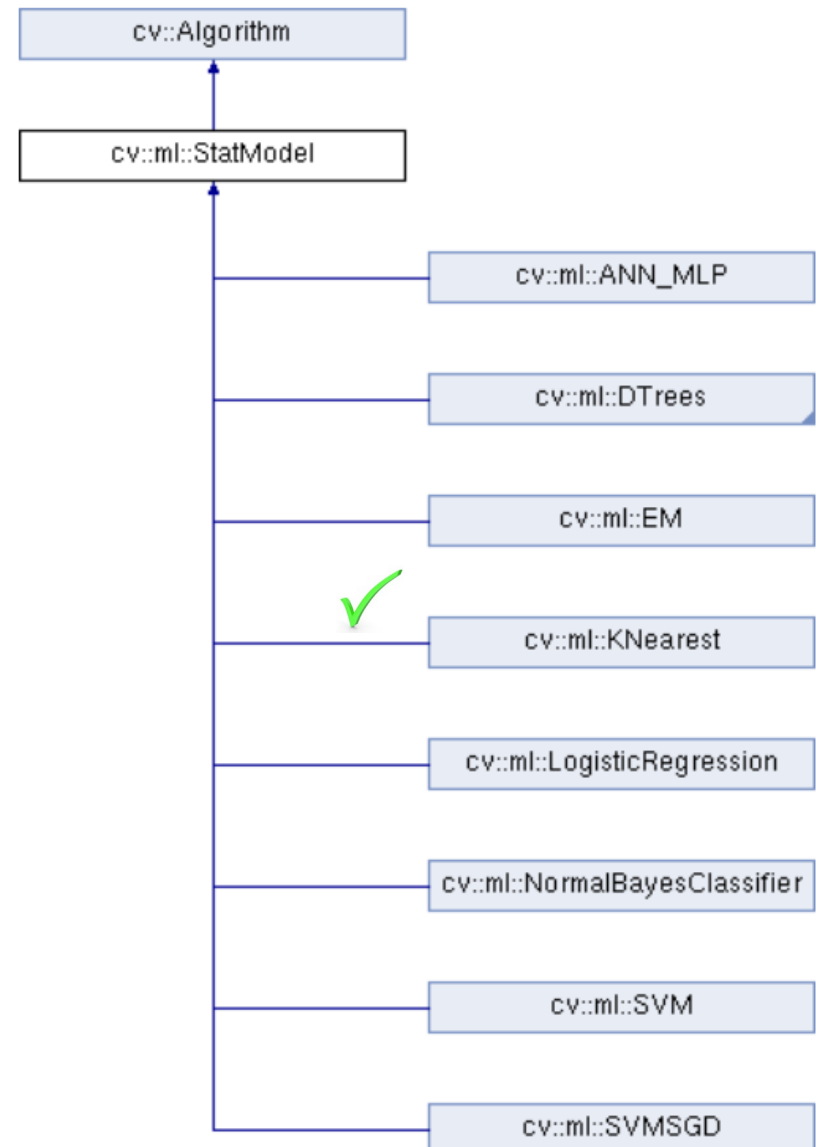 cv::Algorithm
cv::ml::StatModel
cv::ml::ANN_MLP
cv::ml::DTrees
cv::ml::EM
cv::ml::KNearest
cv::ml::LogisticRegression
cv::ml::NormalBayesClassifier
cv::ml::SVM
cv::ml::SVMSGD